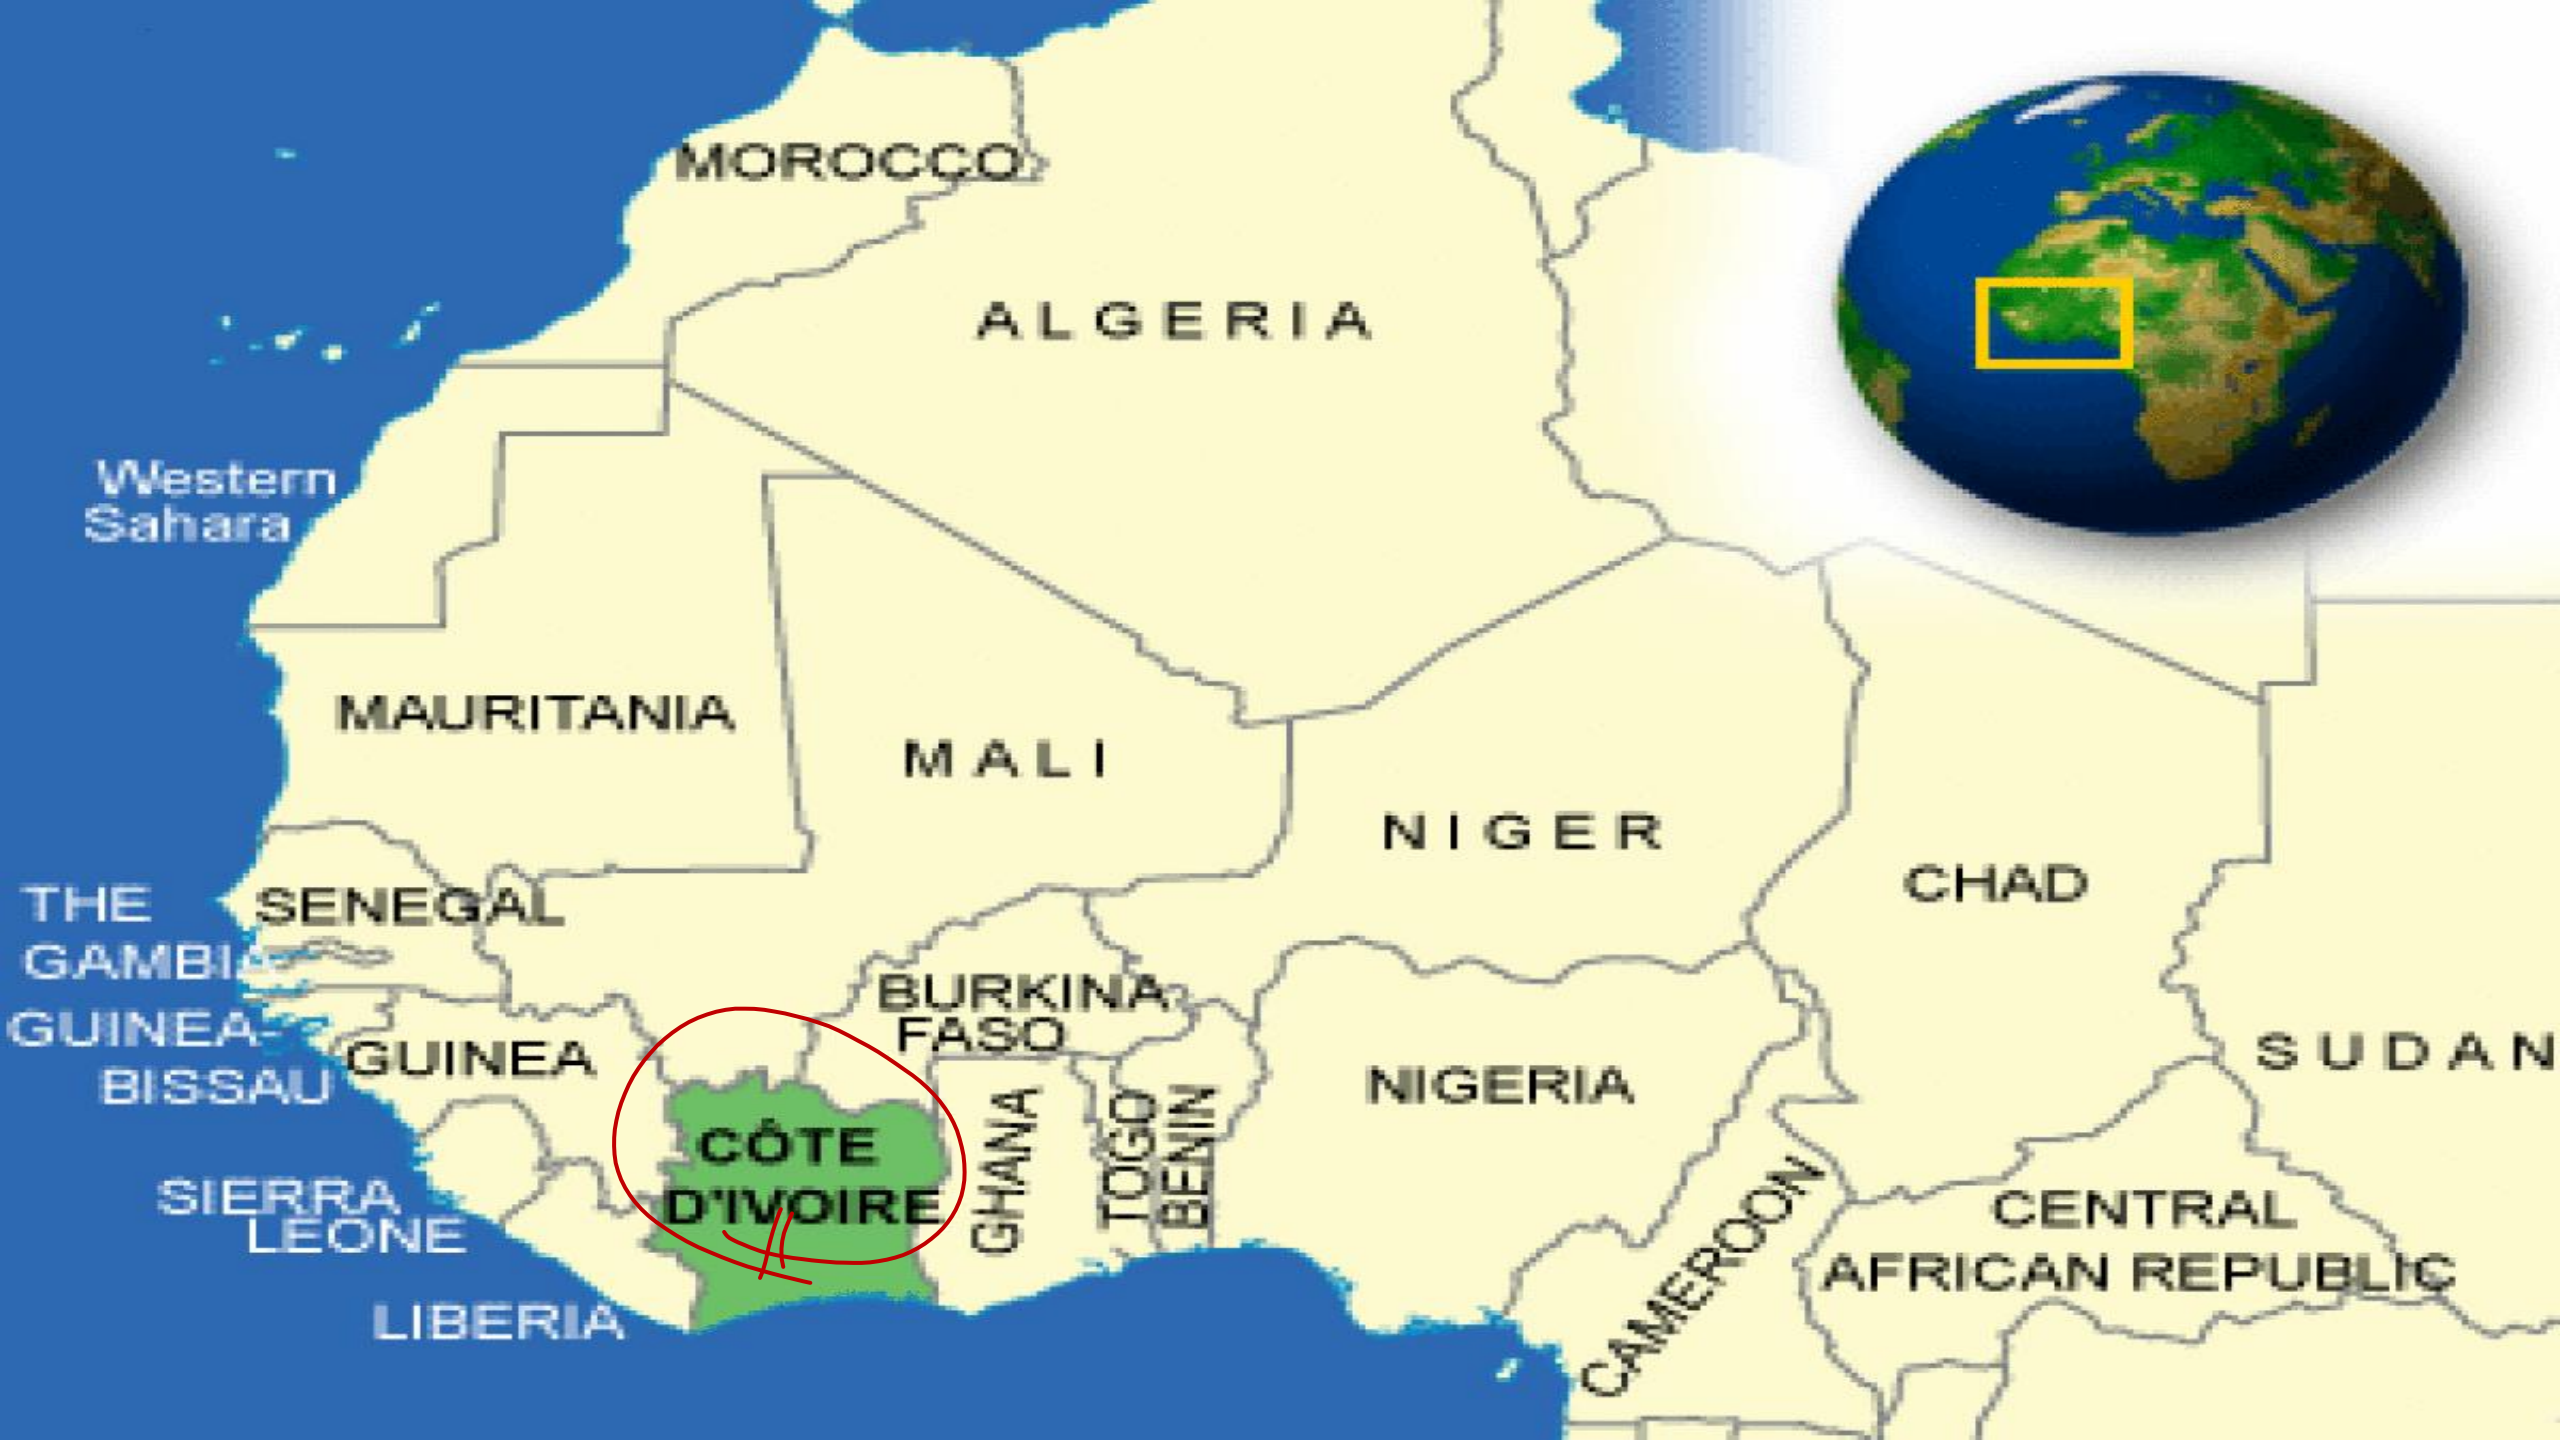 MOROCCO
ALGERIA
Western
Sahara
MAURITANIA
MALI
NIGER
CHAD
SUDAN
THE
GAMBIA
SENEGAL
GUINEA-
BISSAU
GUINEA
BURKINA
FASO
NIGERIA
CÔTE
D'IVOIRE
GHANA
TOGO
BENIN
SIERRA
LEONE
LIBERIA
CAMEROON
CENTRAL
AFRICAN REPUBLIC